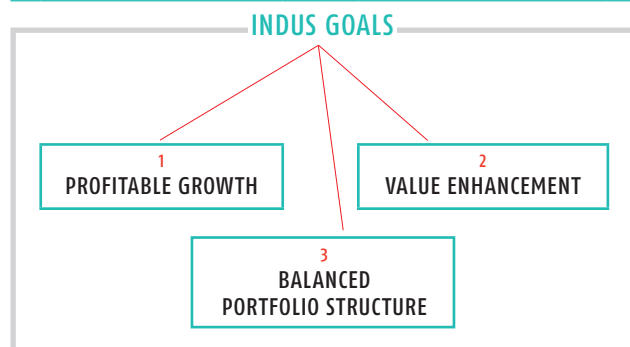 INDUS GOALS
1
PROFITABLE GROWTH
2
VALUE ENHANCEMENT
3
BALANCED
PORTFOLIO STRUCTURE